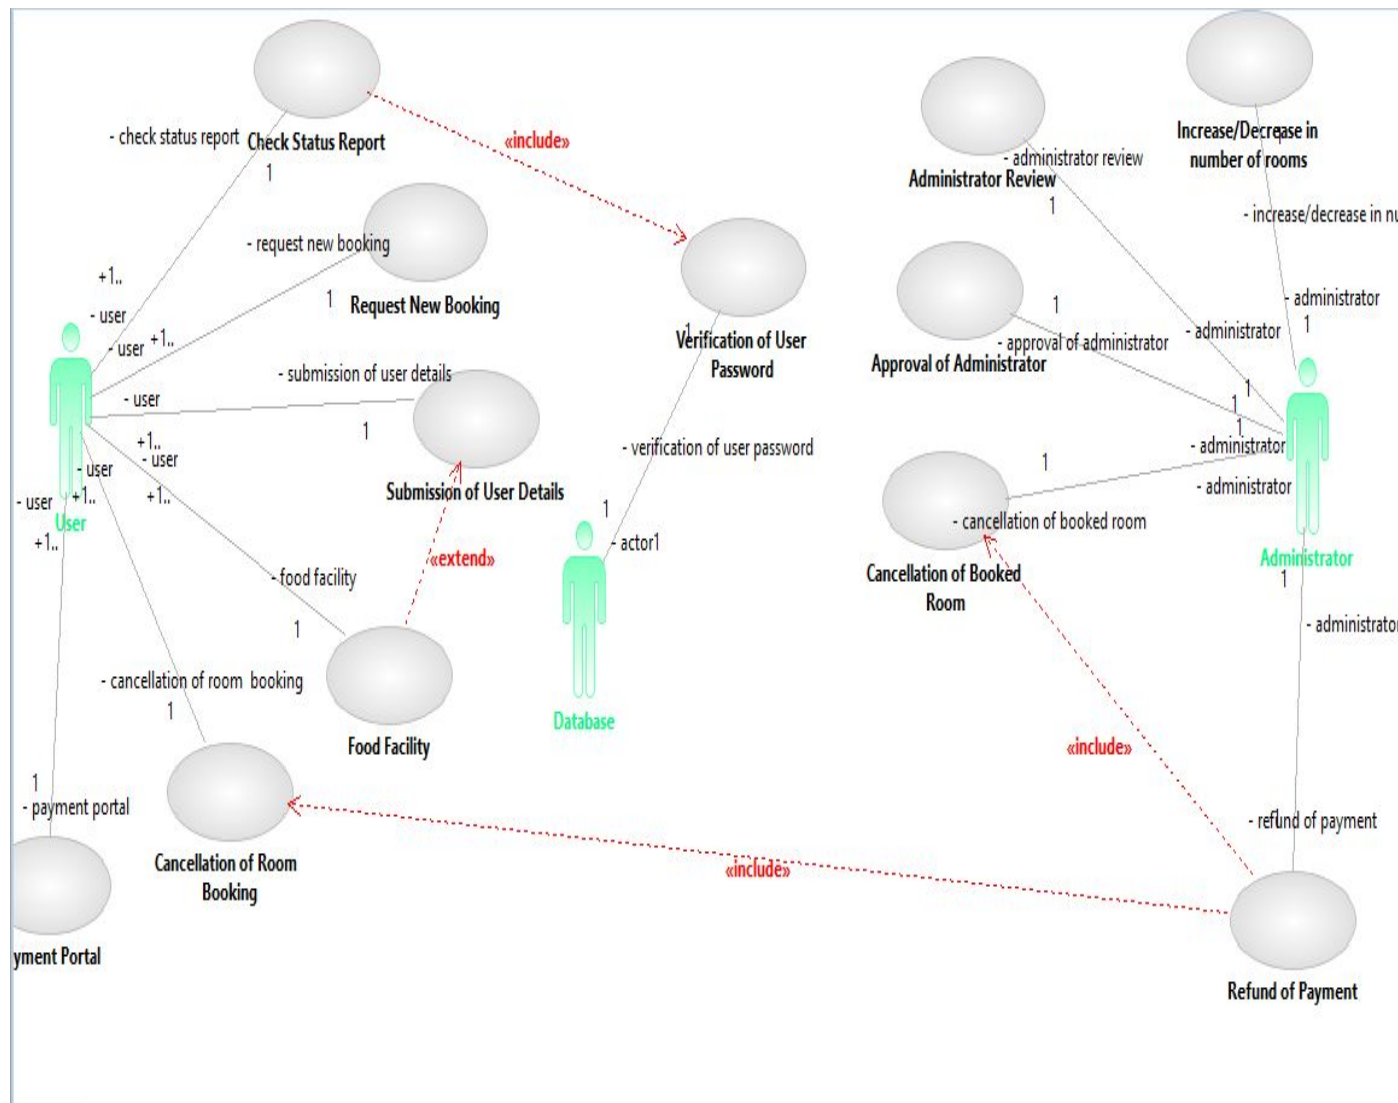 - check status report
Check Status Report
1
«include»
- administrator review
Administrator Review
1
Increase/Decrease in
number of rooms
- increase/decrease in nu
- request new booking
1
Request New Booking
+1..
- user
- user
+1..
Verification of User
Password
1
- administrator
1
- administrator
1
- approval of administrator
Approval of Administrator
- submission of user details
- user
1
+1..
- user
+1..
Submission of User Details
- verification of user password
1
1
1
- administrator
- administrator
1
- cancellation of booked room
Cancellation of Booked
Room
- user
+1..
- user
+1..
User
1
- actor1
«extend»
Administrator
1
- administrator
- food facility
1
Food Facility
Database
- cancellation of room booking
1
«include»
1
- payment portal
- refund of payment
Cancellation of Room
Booking
«include»
yment Portal
Refund of Payment